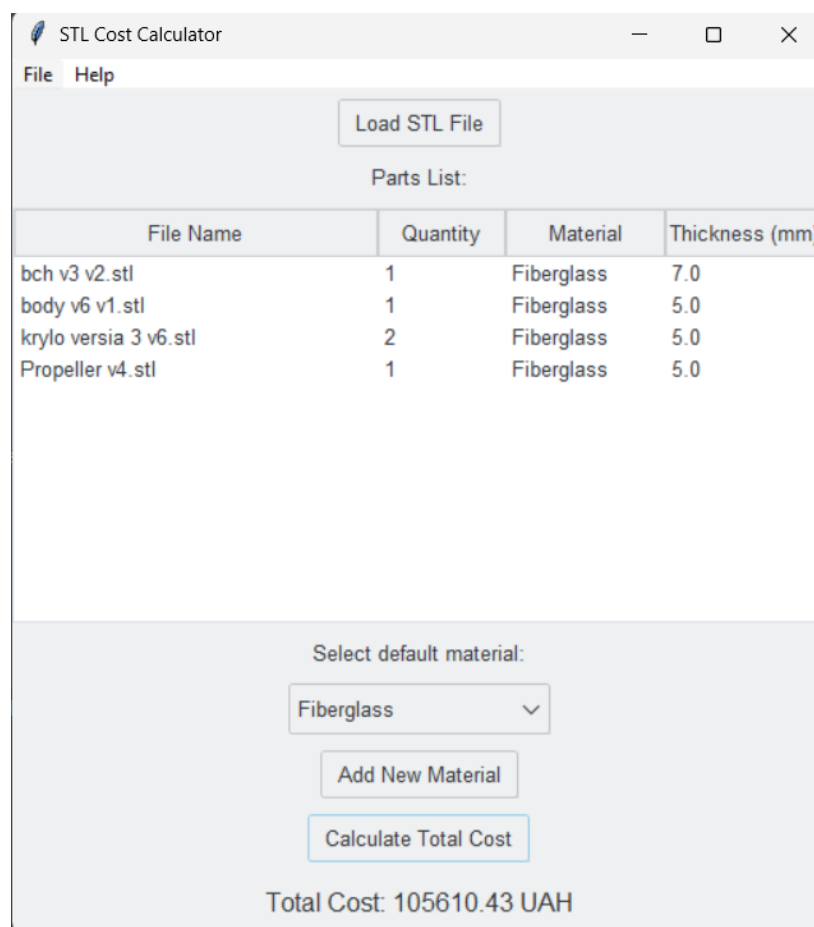 STL Cost Calculator
File Help
Load STL File
Parts List:
File Name Quantity Material Thickness (mm)
bch v3 v2.stl 1 Fiberglass 7.0
body v6 v1.stl 1 Fiberglass 5.0
krylo versia 3 v6.stl 2 Fiberglass 5.0
Propeller v4.stl 1 Fiberglass 5.0
Select default material:
Fiberglass
Add New Material
Calculate Total Cost
Total Cost: 105610.43 UAH